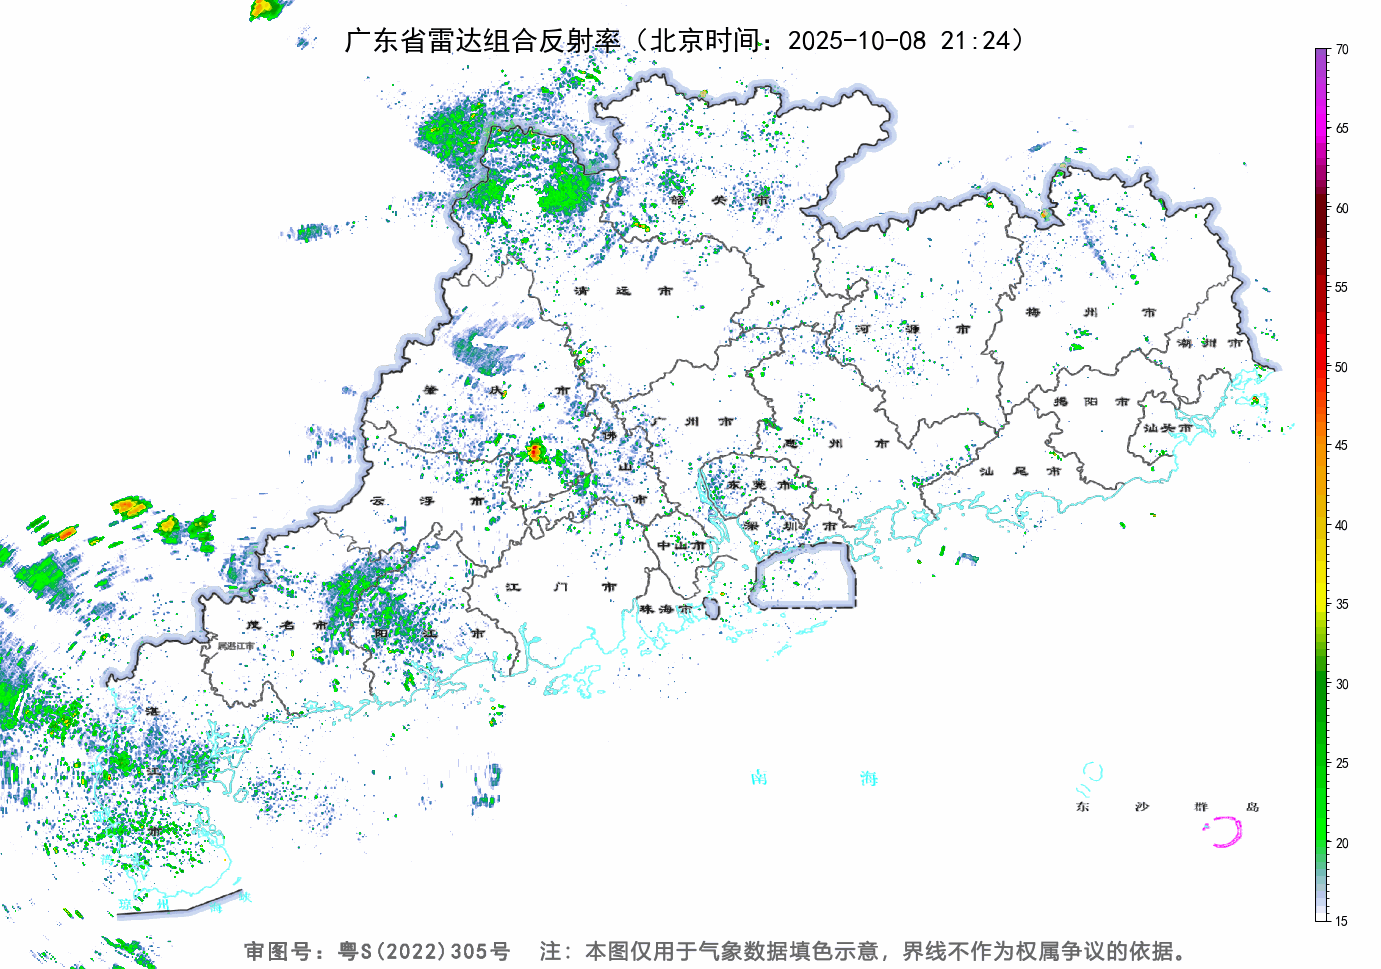 广东省雷达组合反射率（北京时间：2025-10-08 21:24）
70
65
60
55
50
45
40
35
30
25
20
15
韶关市
清远市
河源市
梅州市
潮州市
肇庆市
广州市
佛山市
惠州市
揭阳市
汕头市
汕尾市
云浮市
东莞市
深圳市
中山市
江门市
珠海市
茂名市
阳江市
属湛江市
湛江市
南海
东沙群岛
琼州海峡
审图号：粤S(2022)305号 注：本图仅用于气象数据填色示意，界线不作为权属争议的依据。